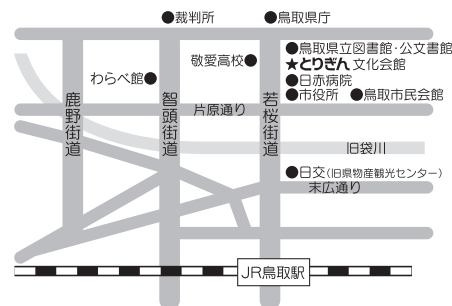 ●裁判所
●鳥取県庁
●鳥取県立図書館・公文書館
敬愛高校●
★とりぎん文化会館
わらべ館●
●日赤病院
●市役所 ●鳥取市民会館
鹿野街道
智頭街道
若桜街道
片原通り
旧袋川
●日交(旧県物産観光センター)
末広通り
JR鳥取駅